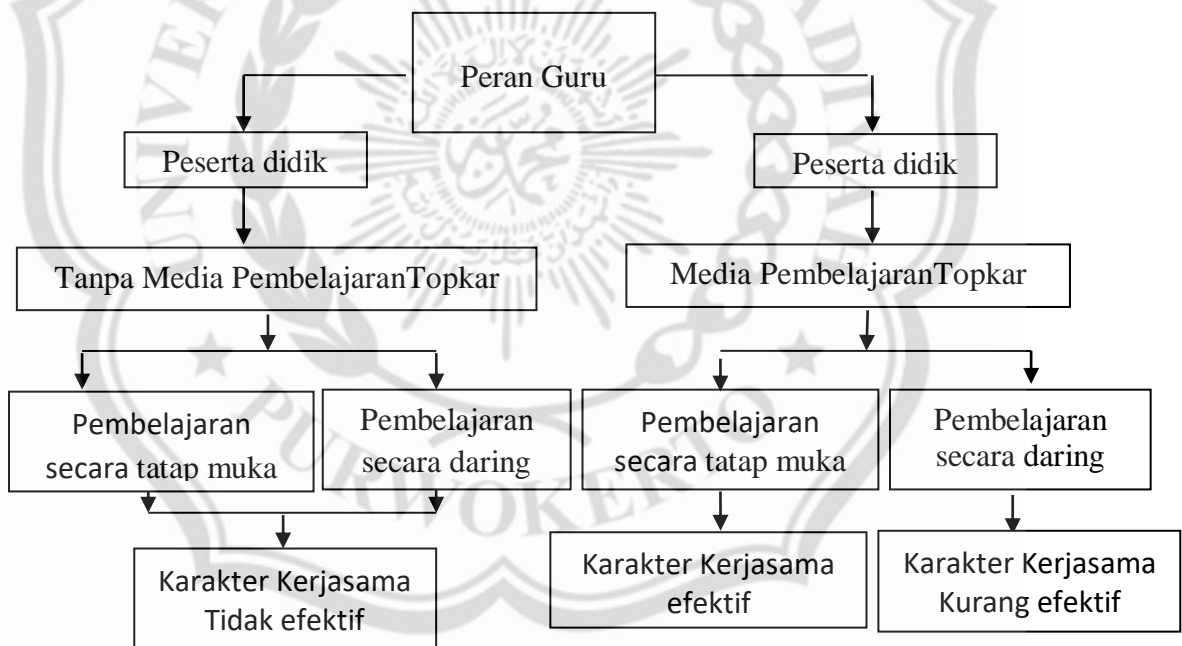 Peran Guru
Peserta didik
Peserta didik
Tanpa Media PembelajaranTopkar
Media PembelajaranTopkar
Pembelajaran
secara tatap muka
Pembelajaran
secara daring
Pembelajaran
secara tatap muka
Pembelajaran
secara daring
Karakter Kerjasama
Tidak efektif
Karakter Kerjasama
efektif
Karakter Kerjasama
Kurang efektif
PURWOKERTO